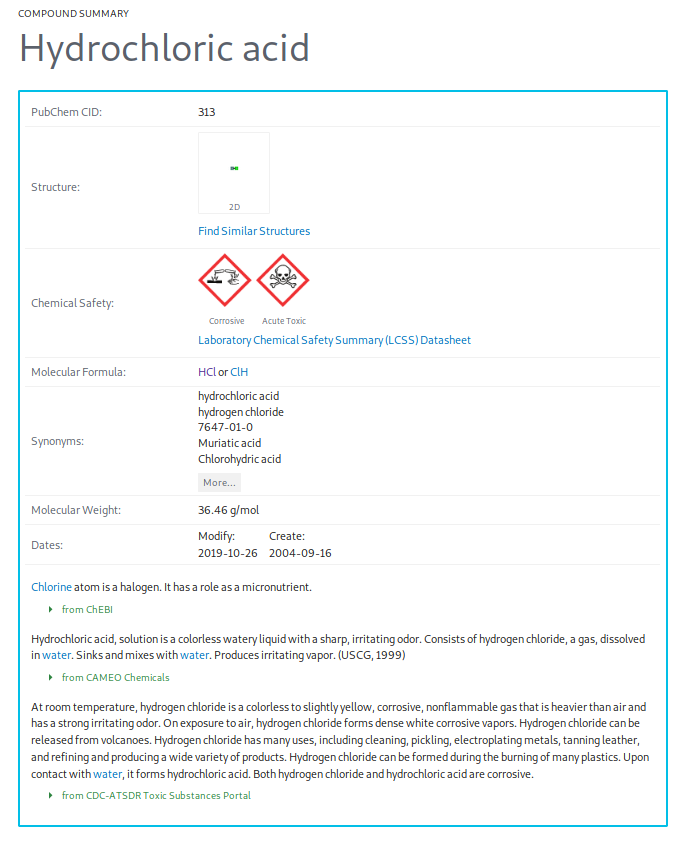 COMPOUND SUMMARY
Hydrochloric acid
PubChem CID: 313
Structure:
2D
Find Similar Structures
Chemical Safety:
Corrosive Acute Toxic
Laboratory Chemical Safety Summary (LCSS) Datasheet
Molecular Formula: HCl or ClH
Synonyms:
hydrochloric acid
hydrogen chloride
7647-01-0
Muriatic acid
Chlorohydric acid
More...
Molecular Weight: 36.46 g/mol
Dates:
Modify: Create:
2019-10-26 2004-09-16
Chlorine atom is a halogen. It has a role as a micronutrient.
from ChEBI
Hydrochloric acid, solution is a colorless watery liquid with a sharp, irritating odor. Consists of hydrogen chloride, a gas, dissolved
in water. Sinks and mixes with water. Produces irritating vapor. (USCG, 1999)
from CAMEO Chemicals
At room temperature, hydrogen chloride is a colorless to slightly yellow, corrosive, nonflammable gas that is heavier than air and
has a strong irritating odor. On exposure to air, hydrogen chloride forms dense white corrosive vapors. Hydrogen chloride can be
released from volcanoes. Hydrogen chloride has many uses, including cleaning, pickling, electroplating metals, tanning leather,
and refining and producing a wide variety of products. Hydrogen chloride can be formed during the burning of many plastics. Upon
contact with water, it forms hydrochloric acid. Both hydrogen chloride and hydrochloric acid are corrosive.
from CDC-ATSDR Toxic Substances Portal